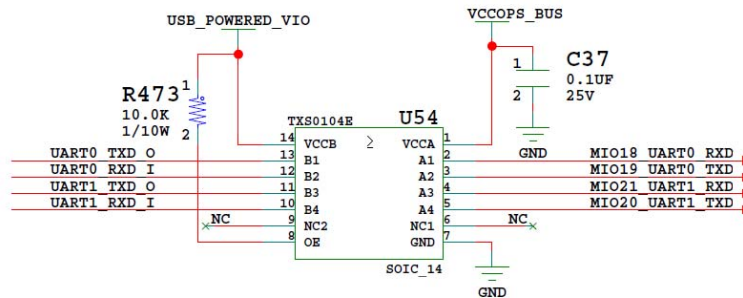 USB_POWERED_VIO
VCCOPS_BUS
R473
1
10.0K
1/10W
2
C37
1
0.1UF
2
25V
GND
TXS0104E
U54
14 VCCB ≥ VCCA 1
UART0_TXD_O 13 B1 A1 2 MIO18_UART0_RXD
UART0_RXD_I 12 B2 A2 3 MIO19_UART0_TXD
UART1_TXD_O 11 B3 A3 4 MIO21_UART1_RXD
UART1_RXD_I 10 B4 A4 5 MIO20_UART1_TXD
NC 9 NC2 NC1 6 NC
8 OE GND 7
SOIC_14
GND